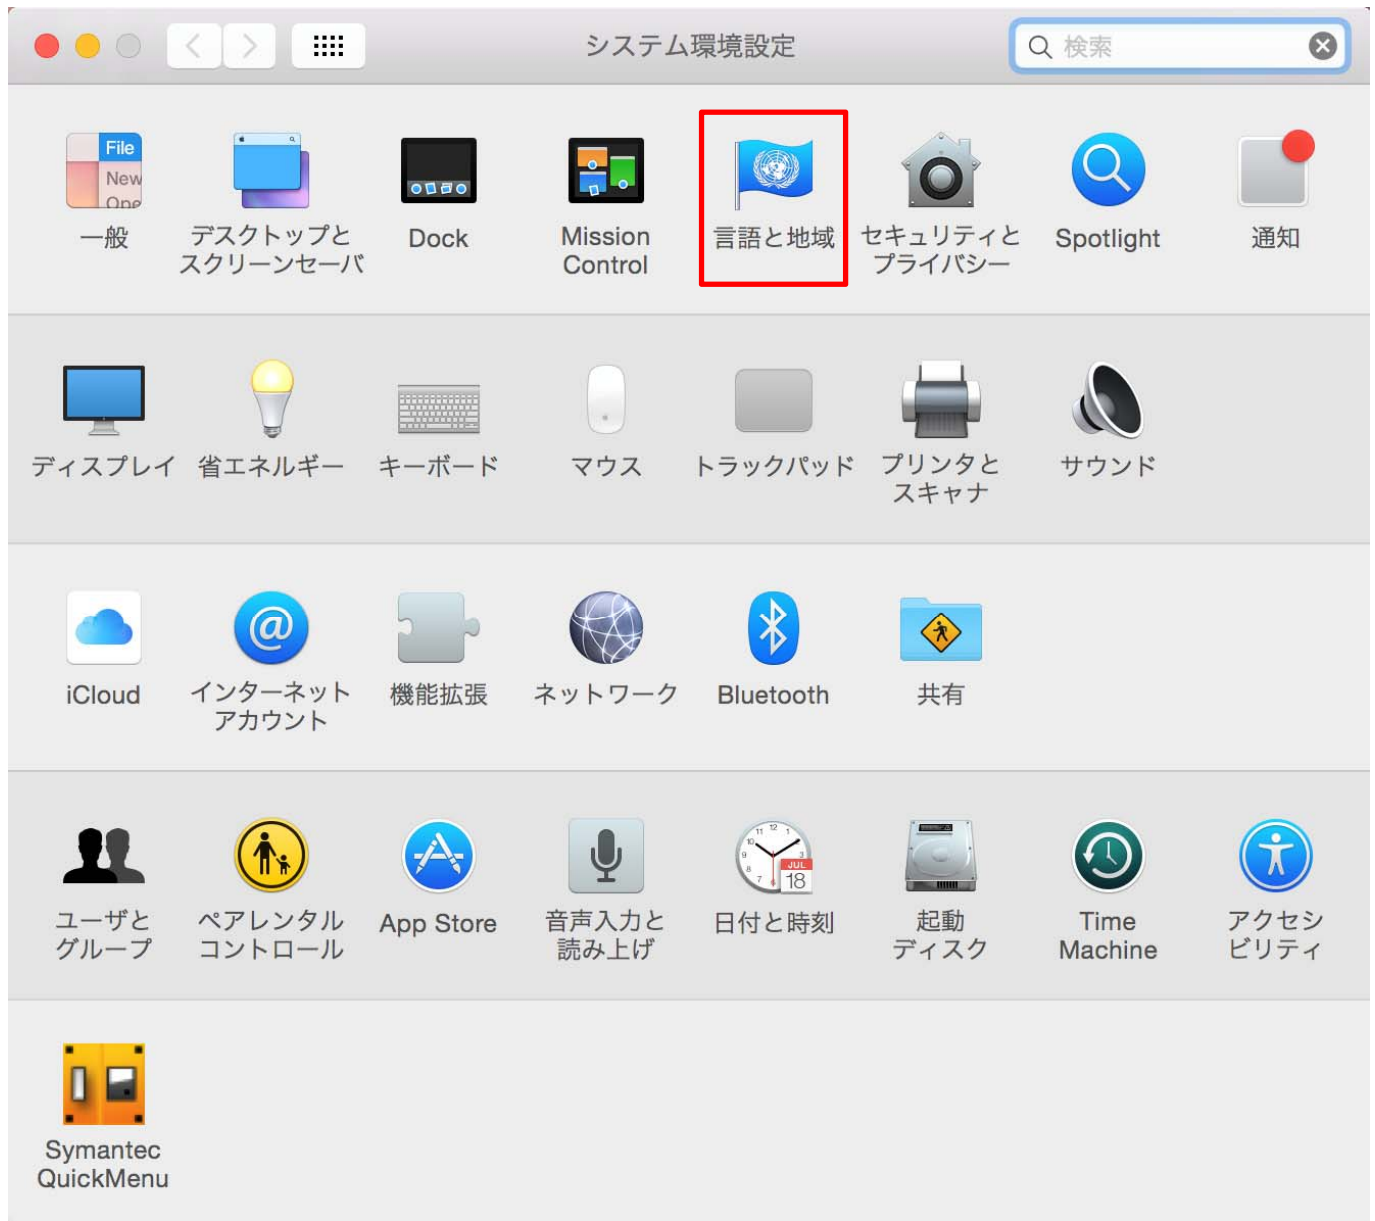 システム環境設定
検索
File
New
Ope
一般
デスクトップと
スクリーンセーバ
Dock
Mission
Control
言語と地域
セキュリティと
プライバシー
Spotlight
通知
ディスプレイ
省エネルギー
キーボード
マウス
トラックパッド
プリンタと
スキャナ
サウンド
iCloud
@
インターネット
アカウント
機能拡張
ネットワーク
Bluetooth
共有
ユーザと
グループ
ペアレンタル
コントロール
App Store
音声入力と
読み上げ
11 12 1
JUL
18
日付と時刻
起動
ディスク
Time
Machine
アクセシ
ビリティ
Symantec
QuickMenu